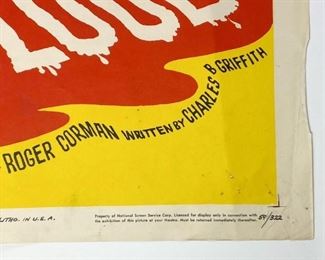 ROGER CORMAN WRITTEN BY CHARLES B GRIFFITH
LITHO. IN U.S.A.
Property of National Screen Service Corp. Licensed for display only in connection with
the exhibition of this picture at your theatre. Must be returned immediately thereafter.
59/322